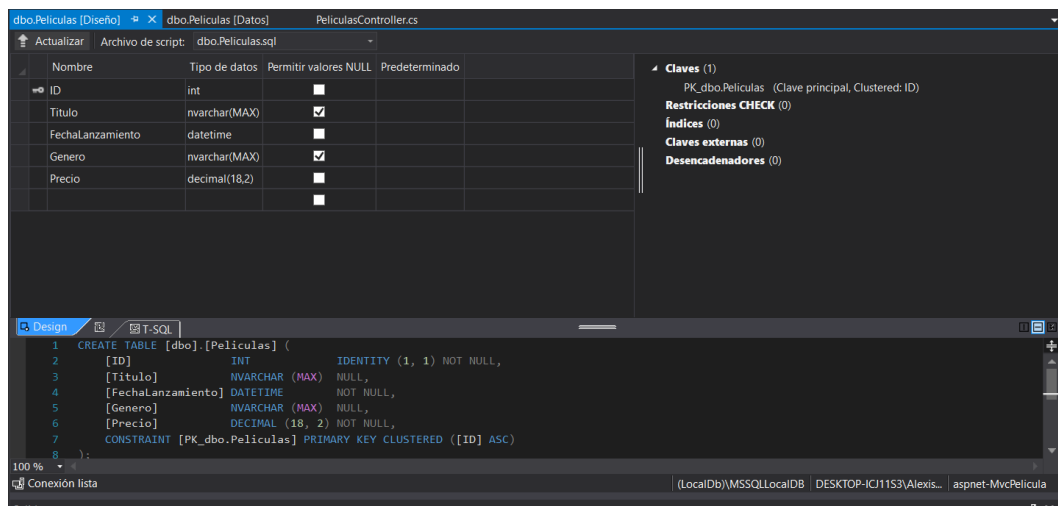 dbo.Peliculas [Diseño] dbo.Peliculas [Datos] PeliculasController.cs
Actualizar Archivo de script: dbo.Peliculas.sql
Nombre Tipo de datos Permitir valores NULL Predeterminado
ID int
Titulo nvarchar(MAX)
FechaLanzamiento datetime
Genero nvarchar(MAX)
Precio decimal(18,2)
Claves (1)
PK_dbo.Peliculas (Clave principal, Clustered: ID)
Restricciones CHECK (0)
Índices (0)
Claves externas (0)
Desencadenadores (0)
Design T-SQL
1 CREATE TABLE [dbo].[Peliculas] (
2 [ID] INT IDENTITY (1, 1) NOT NULL,
3 [Titulo] NVARCHAR (MAX) NULL,
4 [FechaLanzamiento] DATETIME NOT NULL,
5 [Genero] NVARCHAR (MAX) NULL,
6 [Precio] DECIMAL (18, 2) NOT NULL,
7 CONSTRAINT [PK_dbo.Peliculas] PRIMARY KEY CLUSTERED ([ID] ASC)
8 );
100 %
Conexión lista (LocalDb)\MSSQLLocalDB DESKTOP-ICJ11S3\Alexis... aspnet-MvcPelicula